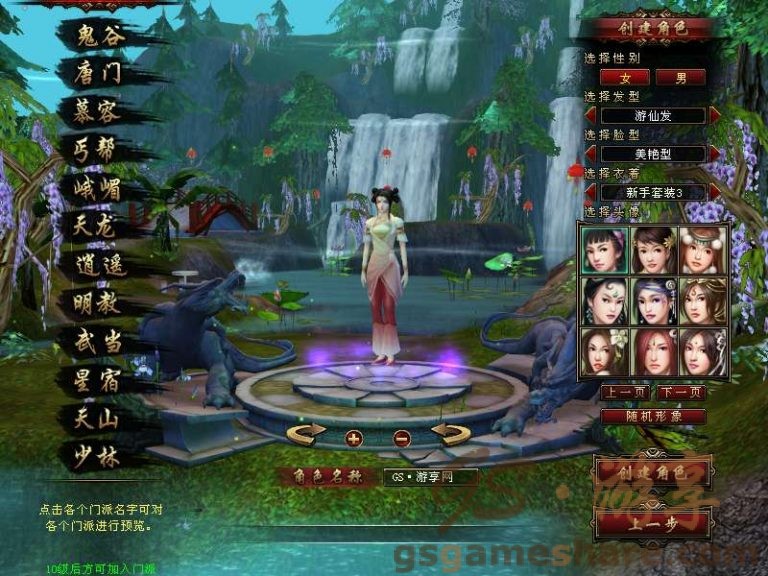 鬼谷
唐门
慕容
丐帮
峨嵋
天龙
逍遥
明教
武当
星宿
天山
少林
点击各个门派名字可对
各个门派进行预览。
10级后方可加入门派
角色名称
GS·游享网
创建角色
选择性别
女 男
选择发型
游仙发
选择脸型
美艳型
选择衣着
新手套装3
选择头像
上一页 下一页
随机形象
创建角色
上一步
GS·游享
gsgameshare.com